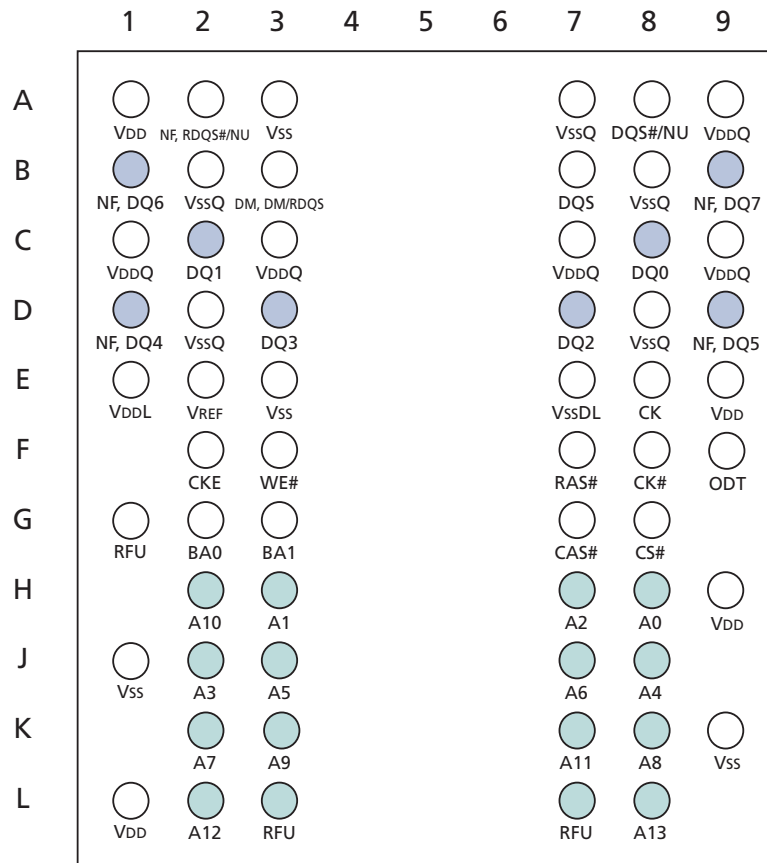 1 2 3 4 5 6 7 8 9
A
VDD NF, RDQS#/NU VSS VSSQ DQS#/NU VDDQ
B
NF, DQ6 VSSQ DM, DM/RDQS DQS VSSQ NF, DQ7
C
VDDQ DQ1 VDDQ VDDQ DQ0 VDDQ
D
NF, DQ4 VSSQ DQ3 DQ2 VSSQ NF, DQ5
E
VDDL VREF VSS VSSDL CK VDD
F
CKE WE# RAS# CK# ODT
G
RFU BA0 BA1 CAS# CS#
H
A10 A1 A2 A0 VDD
J
VSS A3 A5 A6 A4
K
A7 A9 A11 A8 VSS
L
VDD A12 RFU RFU A13